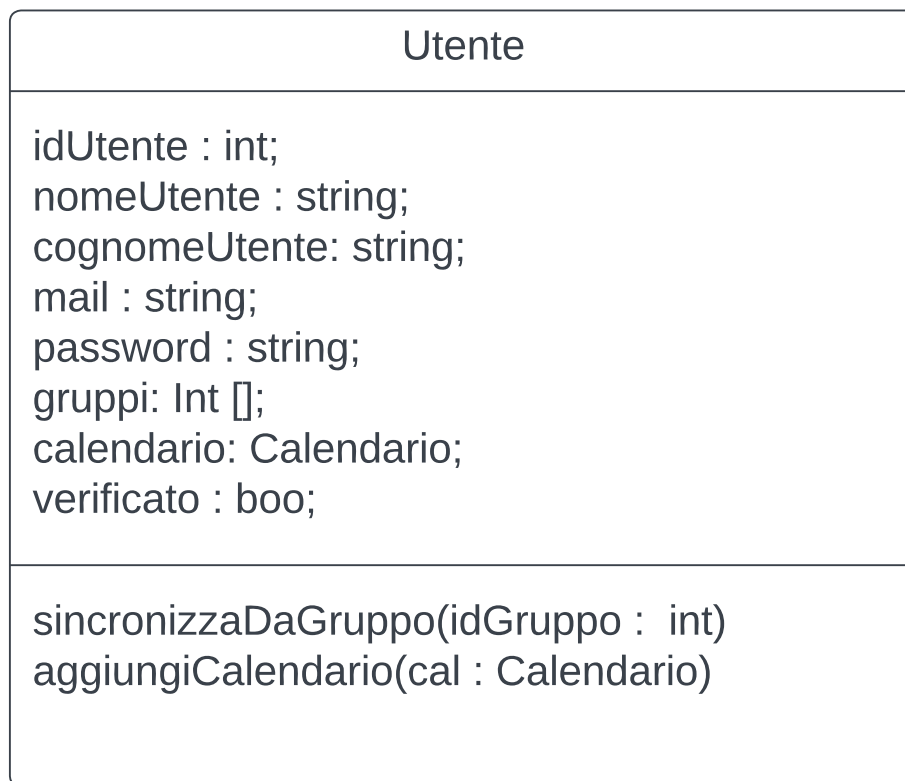 Utente
idUtente : int;
nomeUtente : string;
cognomeUtente: string;
mail : string;
password : string;
gruppi: Int [];
calendario: Calendario;
verificato : boo;
sincronizzaDaGruppo(idGruppo :  int)
aggiungiCalendario(cal : Calendario)